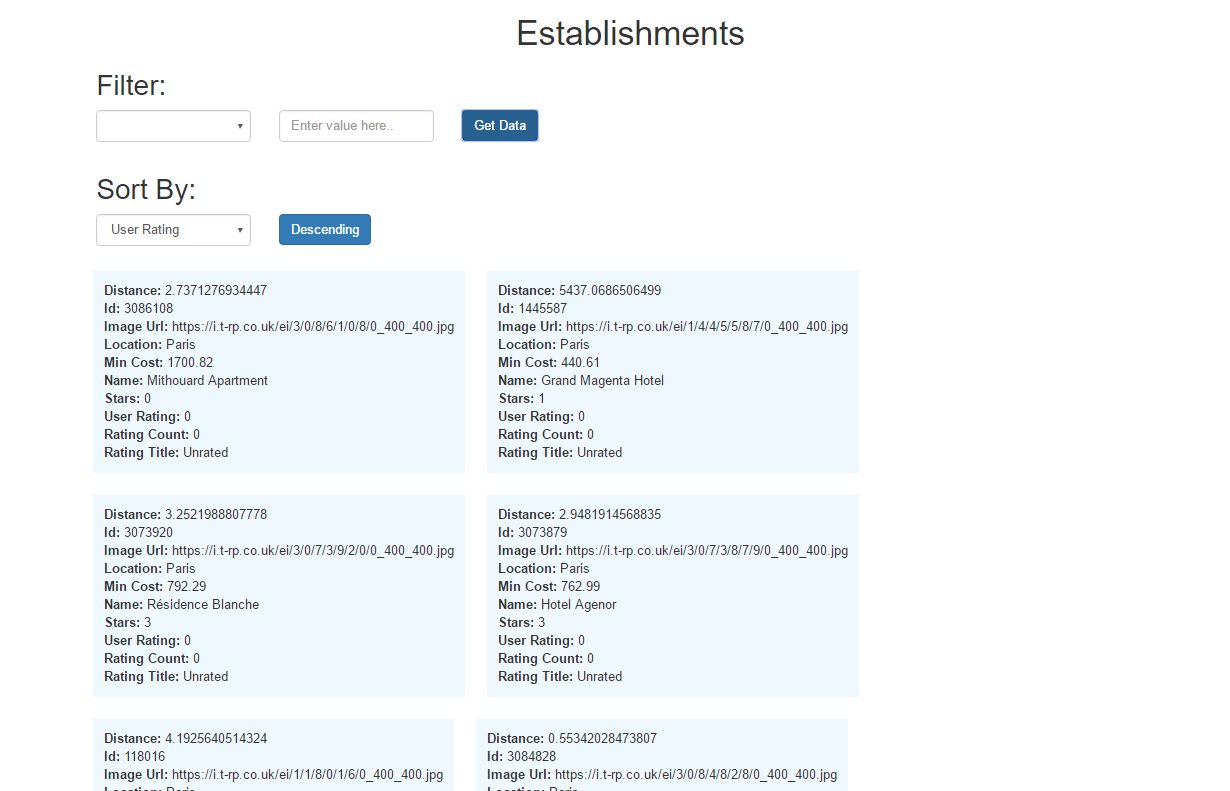 Establishments
Filter:
Enter value here..
Get Data
Sort By:
User Rating
Descending
Distance: 2.7371276934447
Id: 3086108
Image Url: https://i.t-rp.co.uk/ei/3/0/8/6/1/0/8/0_400_400.jpg
Location: Paris
Min Cost: 1700.82
Name: Mithouard Apartment
Stars: 0
User Rating: 0
Rating Count: 0
Rating Title: Unrated
Distance: 5437.0686506499
Id: 1445587
Image Url: https://i.t-rp.co.uk/ei/1/4/4/5/5/8/7/0_400_400.jpg
Location: Paris
Min Cost: 440.61
Name: Grand Magenta Hotel
Stars: 1
User Rating: 0
Rating Count: 0
Rating Title: Unrated
Distance: 3.2521988807778
Id: 3073920
Image Url: https://i.t-rp.co.uk/ei/3/0/7/3/9/2/0/0_400_400.jpg
Location: Paris
Min Cost: 792.29
Name: Résidence Blanche
Stars: 3
User Rating: 0
Rating Count: 0
Rating Title: Unrated
Distance: 2.9481914568835
Id: 3073879
Image Url: https://i.t-rp.co.uk/ei/3/0/7/3/8/7/9/0_400_400.jpg
Location: Paris
Min Cost: 762.99
Name: Hotel Agenor
Stars: 3
User Rating: 0
Rating Count: 0
Rating Title: Unrated
Distance: 4.1925640514324
Id: 118016
Image Url: https://i.t-rp.co.uk/ei/1/1/8/0/1/6/0_400_400.jpg
Location: Paris
Distance: 0.55342028473807
Id: 3084828
Image Url: https://i.t-rp.co.uk/ei/3/0/8/4/8/2/8/0_400_400.jpg
Location: Paris